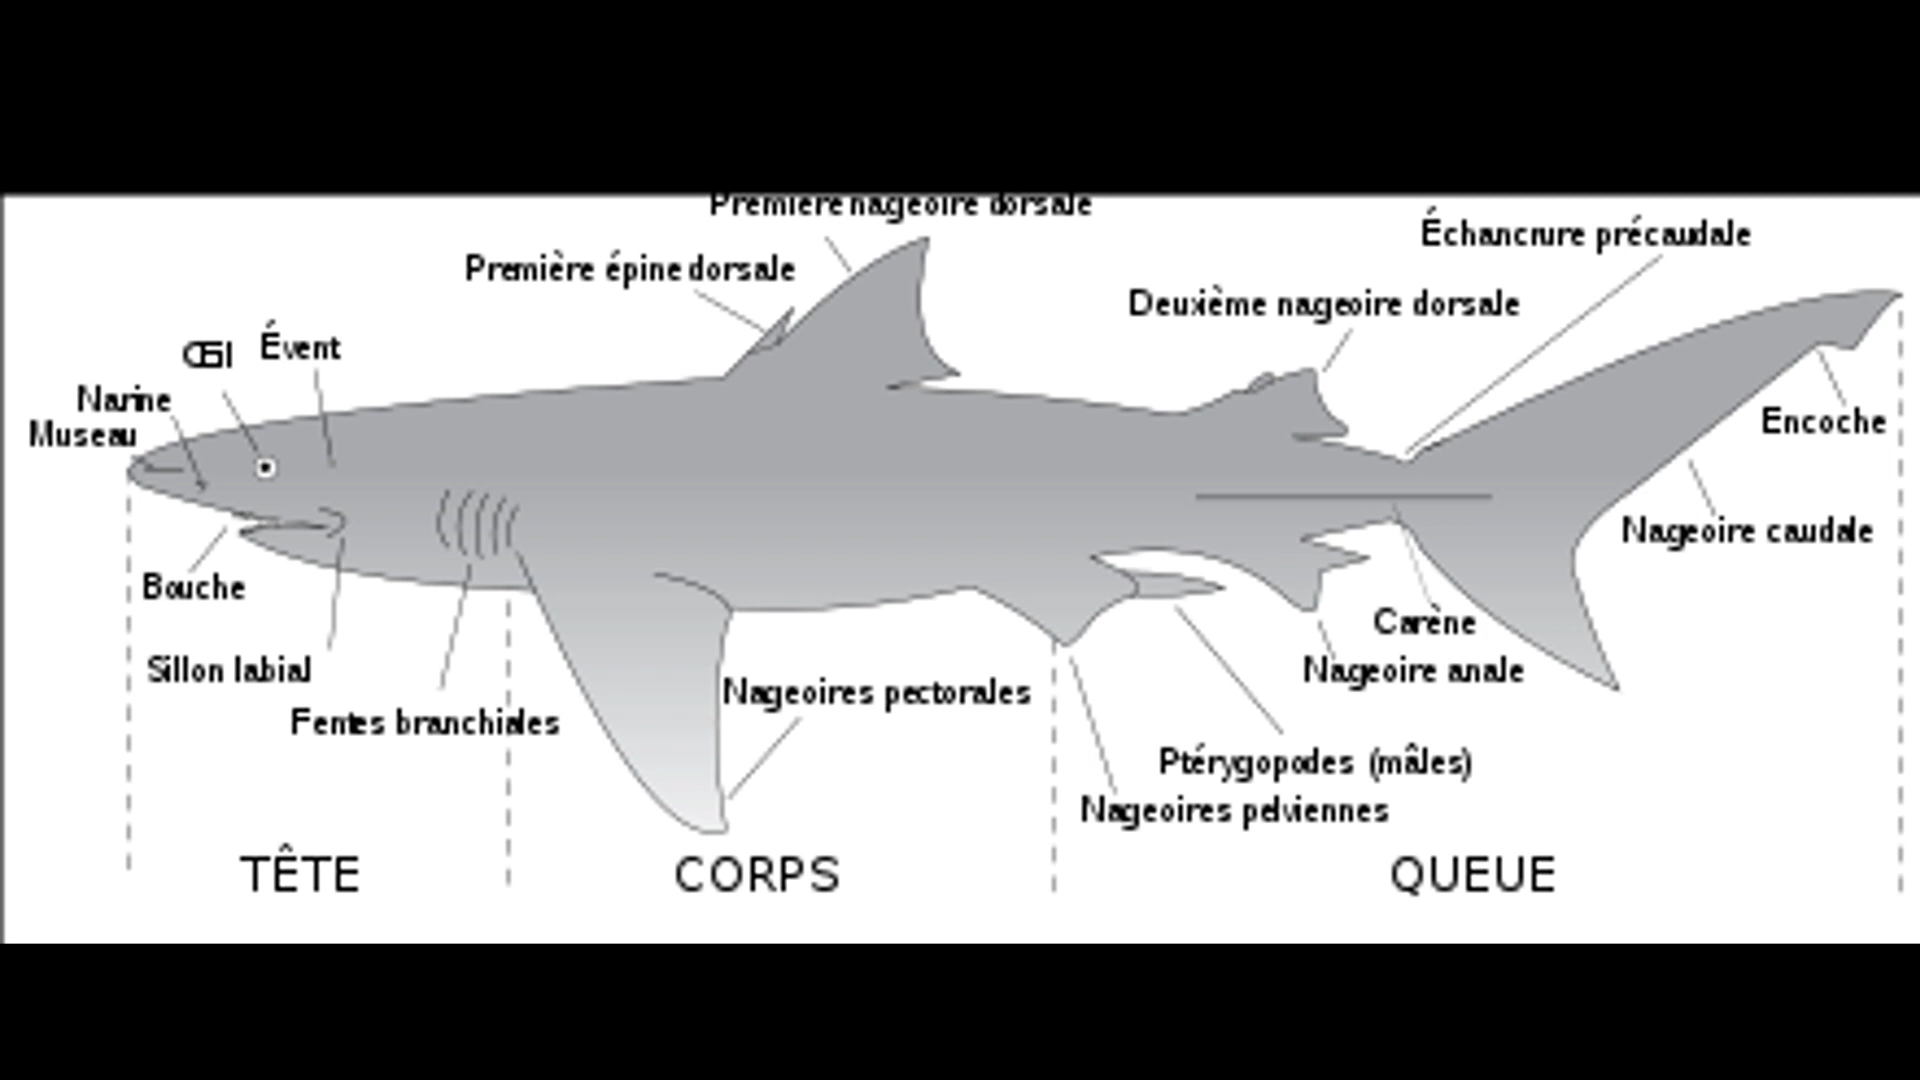 Première nageoire dorsale
Échancrure précaudale
Première épine dorsale
Deuxième nageoire dorsale
Œil
Évent
Narine
Museau
Encoche
Nageoire caudale
Bouche
Carène
Sillon labial
Nageoire anale
Nageoires pectorales
Fentes branchiales
Ptérygopodes (mâles)
Nageoires pelviennes
TÊTE
CORPS
QUEUE